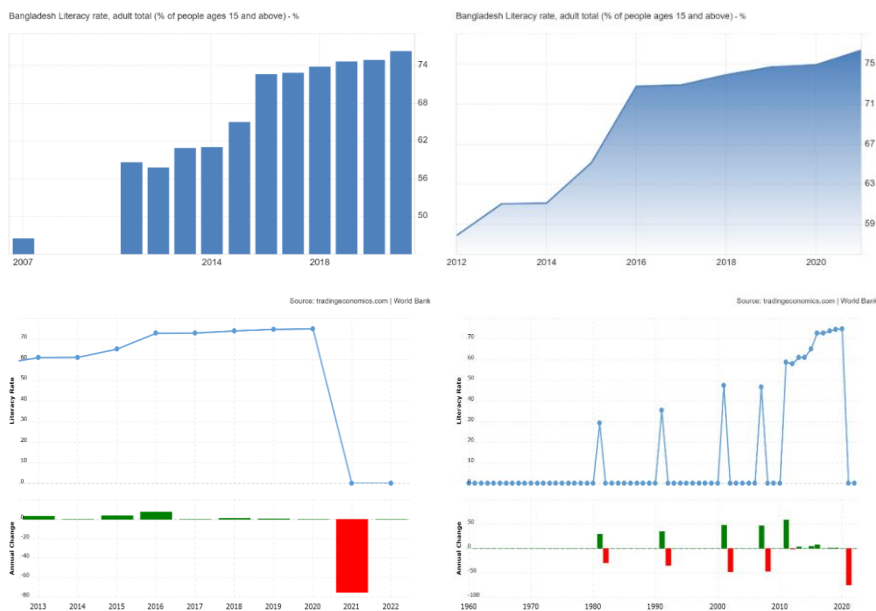 Bangladesh Literacy rate, adult total (% of people ages 15 and above) - %
74
68
62
56
50
2007 2014 2018
Source: tradingeconomics.com | World Bank
Bangladesh Literacy rate, adult total (% of people ages 15 and above) - %
75
71
67
63
59
2012 2014 2016 2018 2020
Source: tradingeconomics.com | World Bank
Literacy Rate
70
60
50
40
30
20
10
0
Annual Change
0
-20
-40
-60
-80
2013 2014 2015 2016 2017 2018 2019 2020 2021 2022
Literacy Rate
70
60
50
40
30
20
10
0
Annual Change
50
0
-50
-100
1960 1970 1980 1990 2000 2010 2020